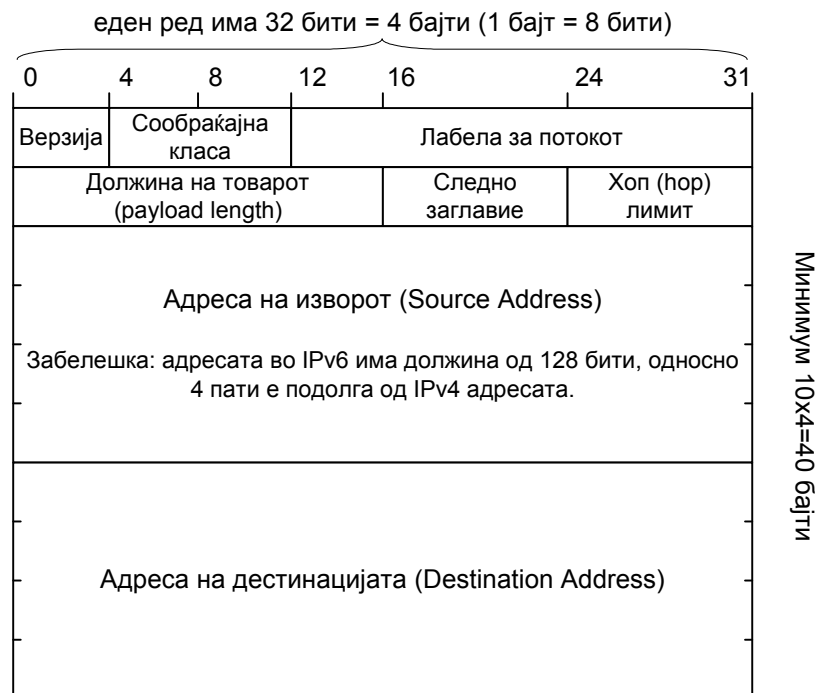 еден ред има 32 бити = 4 бајти (1 бајт = 8 бити)
0 4 8 12 16 24 31
Верзија Сообраќајна класа Лабела за потокот
Должина на товарот (payload length) Следно заглавие Хоп (hop) лимит
Адреса на изворот (Source Address)
Забелешка: адресата во IPv6 има должина од 128 бити, односно
4 пати е подолга од IPv4 адресата.
Адреса на дестинацијата (Destination Address)
Минимум 10x4=40 бајти